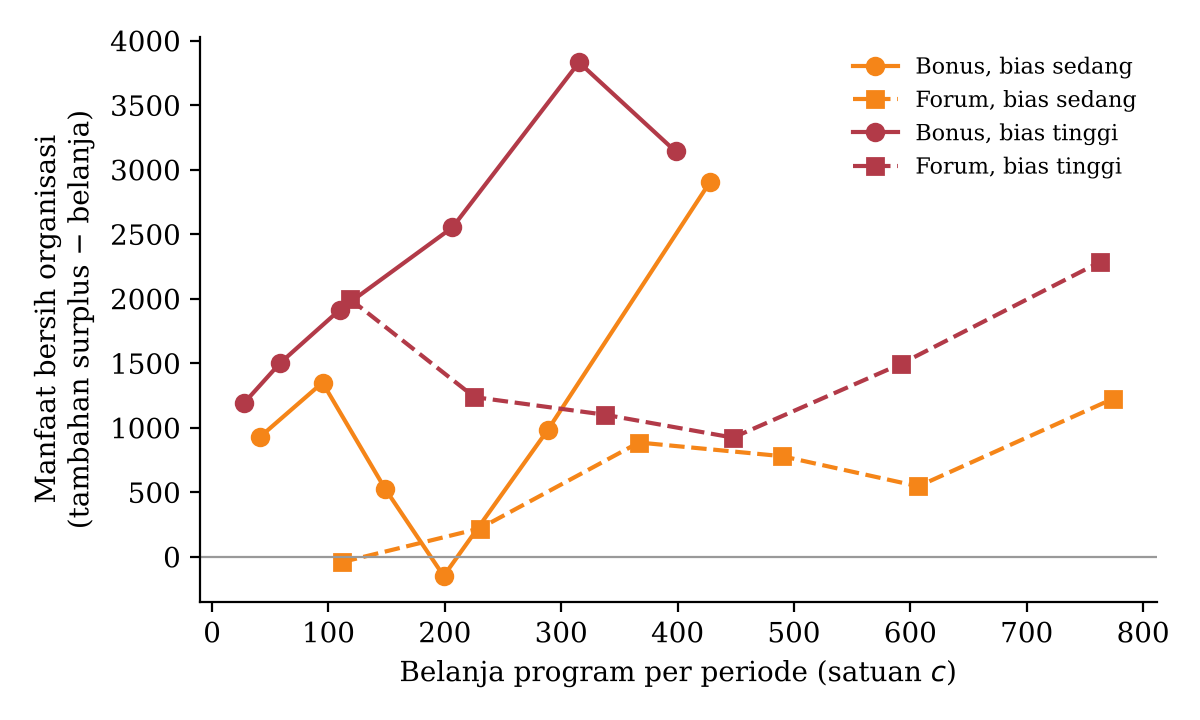 4000
3500
3000
2500
2000
1500
1000
500
0
Manfaat bersih organisasi
(tambahan surplus − belanja)
Bonus, bias sedang
Forum, bias sedang
Bonus, bias tinggi
Forum, bias tinggi
0 100 200 300 400 500 600 700 800
Belanja program per periode (satuan c)